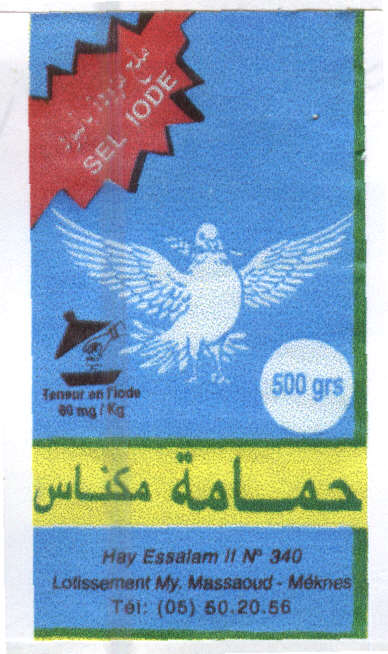 ملح
SEL IODE
500 grs
Teneur en l'iode
80 mg / Kg
حمامة مكناس
Hay Essalam II N° 340
Lotissement My. Massaoud - Méknes
Tél: (05) 50.20.56